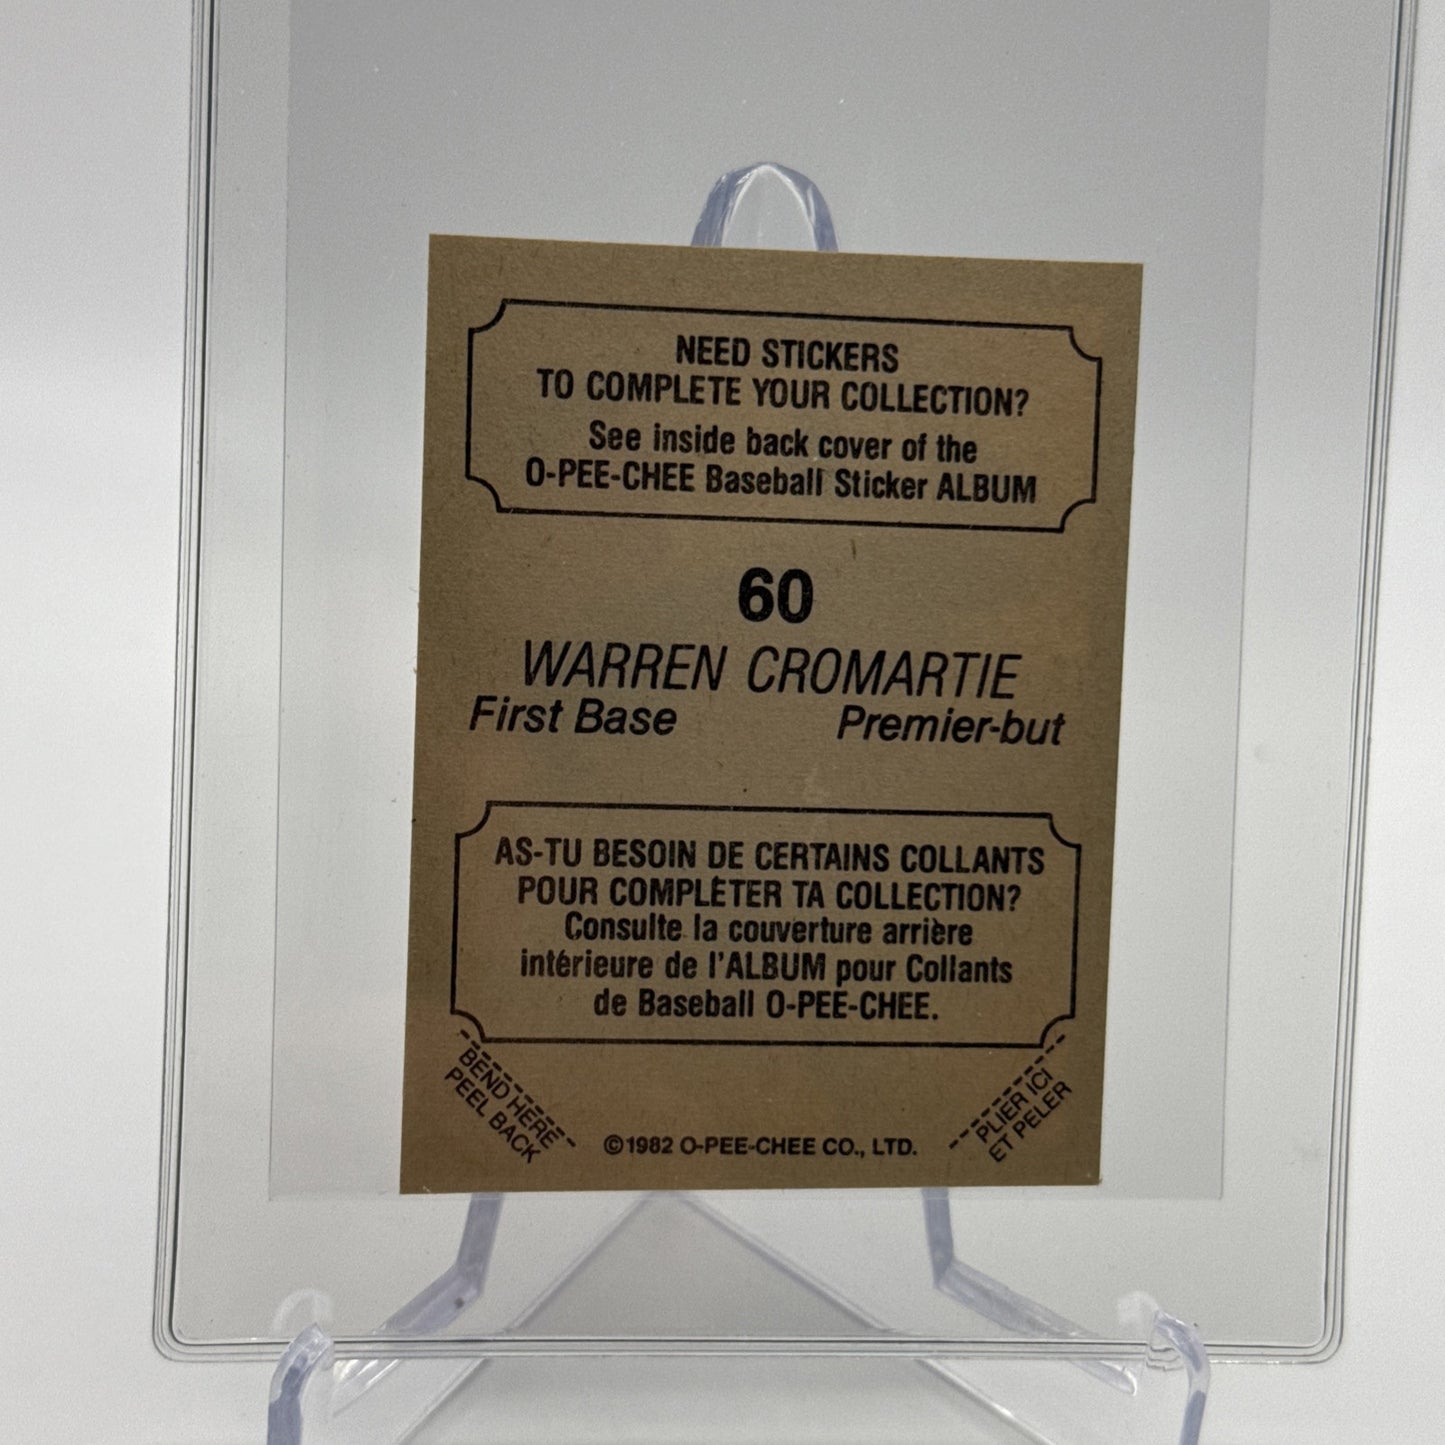 NEED STICKERS
TO COMPLETE YOUR COLLECTION?
See inside back cover of the
O-PEE-CHEE Baseball Sticker ALBUM
60
WARREN CROMARTIE
First Base Premier-but
AS-TU BESOIN DE CERTAINS COLLANTS
POUR COMPLÉTER TA COLLECTION?
Consulte la couverture arrière
intérieure de l'ALBUM pour Collants
de Baseball O-PEE-CHEE.
BEND HERE
PEEL BACK
©1982 O-PEE-CHEE CO., LTD.
PLIER ICI
ET PELER